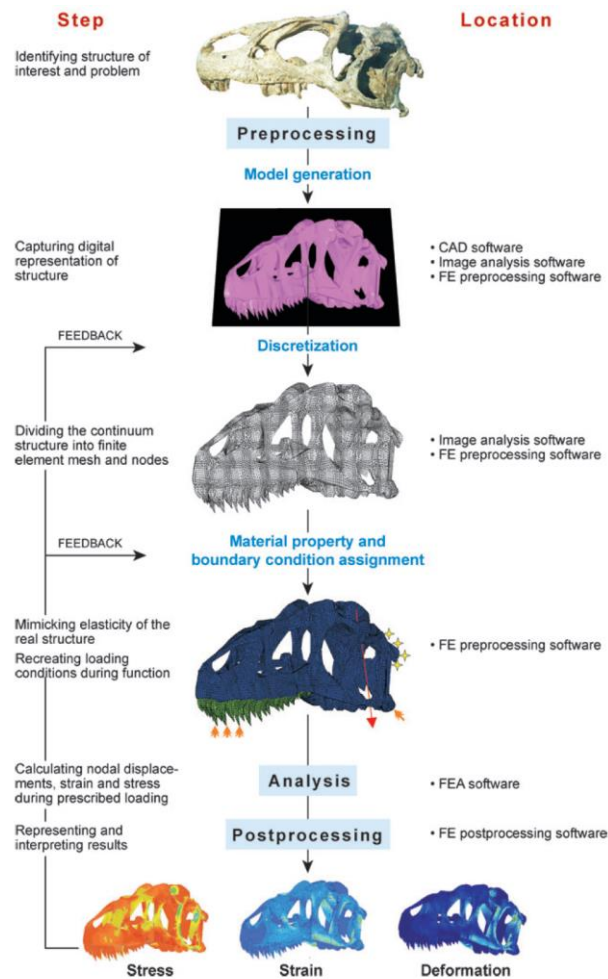 Step
Location
Identifying structure of
interest and problem
Preprocessing
Model generation
Capturing digital
representation of
structure
• CAD software
• Image analysis software
• FE preprocessing software
FEEDBACK
Discretization
Dividing the continuum
structure into finite
element mesh and nodes
• Image analysis software
• FE preprocessing software
FEEDBACK
Material property and
boundary condition assignment
Mimicking elasticity of the
real structure
Recreating loading
conditions during function
• FE preprocessing software
Calculating nodal displace-
ments, strain and stress
during prescribed loading
Analysis
• FEA software
Representing and
interpreting results
Postprocessing
• FE postprocessing software
Stress
Strain
Deformation